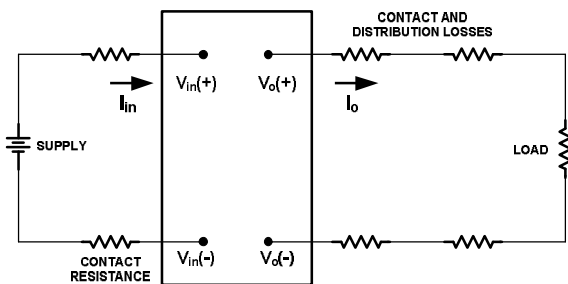 CONTACT AND
DISTRIBUTION LOSSES
Vin(+)
Vo(+)
Iin
Io
SUPPLY
LOAD
CONTACT
RESISTANCE
Vin(-)
Vo(-)